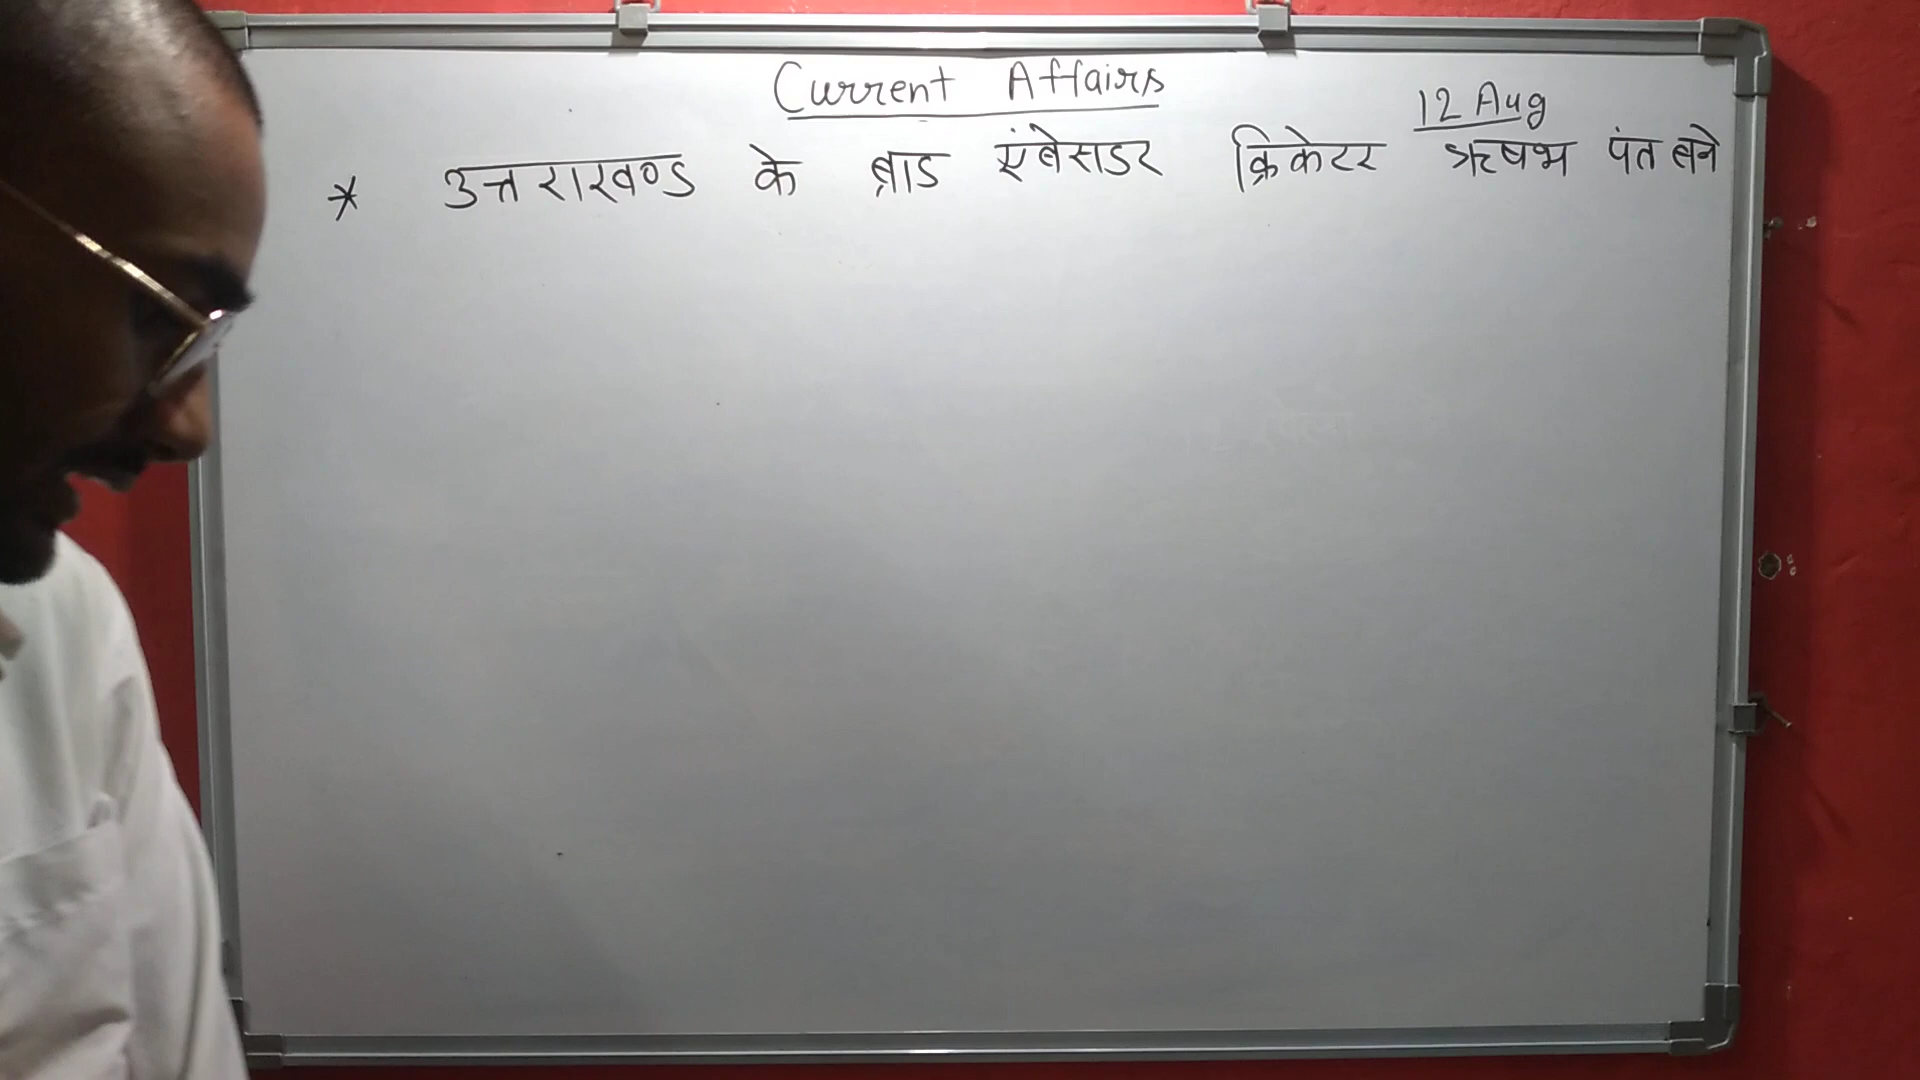 Current Affairs
12 Aug
* उत्तराखण्ड के ब्राड एंबेसडर क्रिकेटर ऋषभ पंत बने